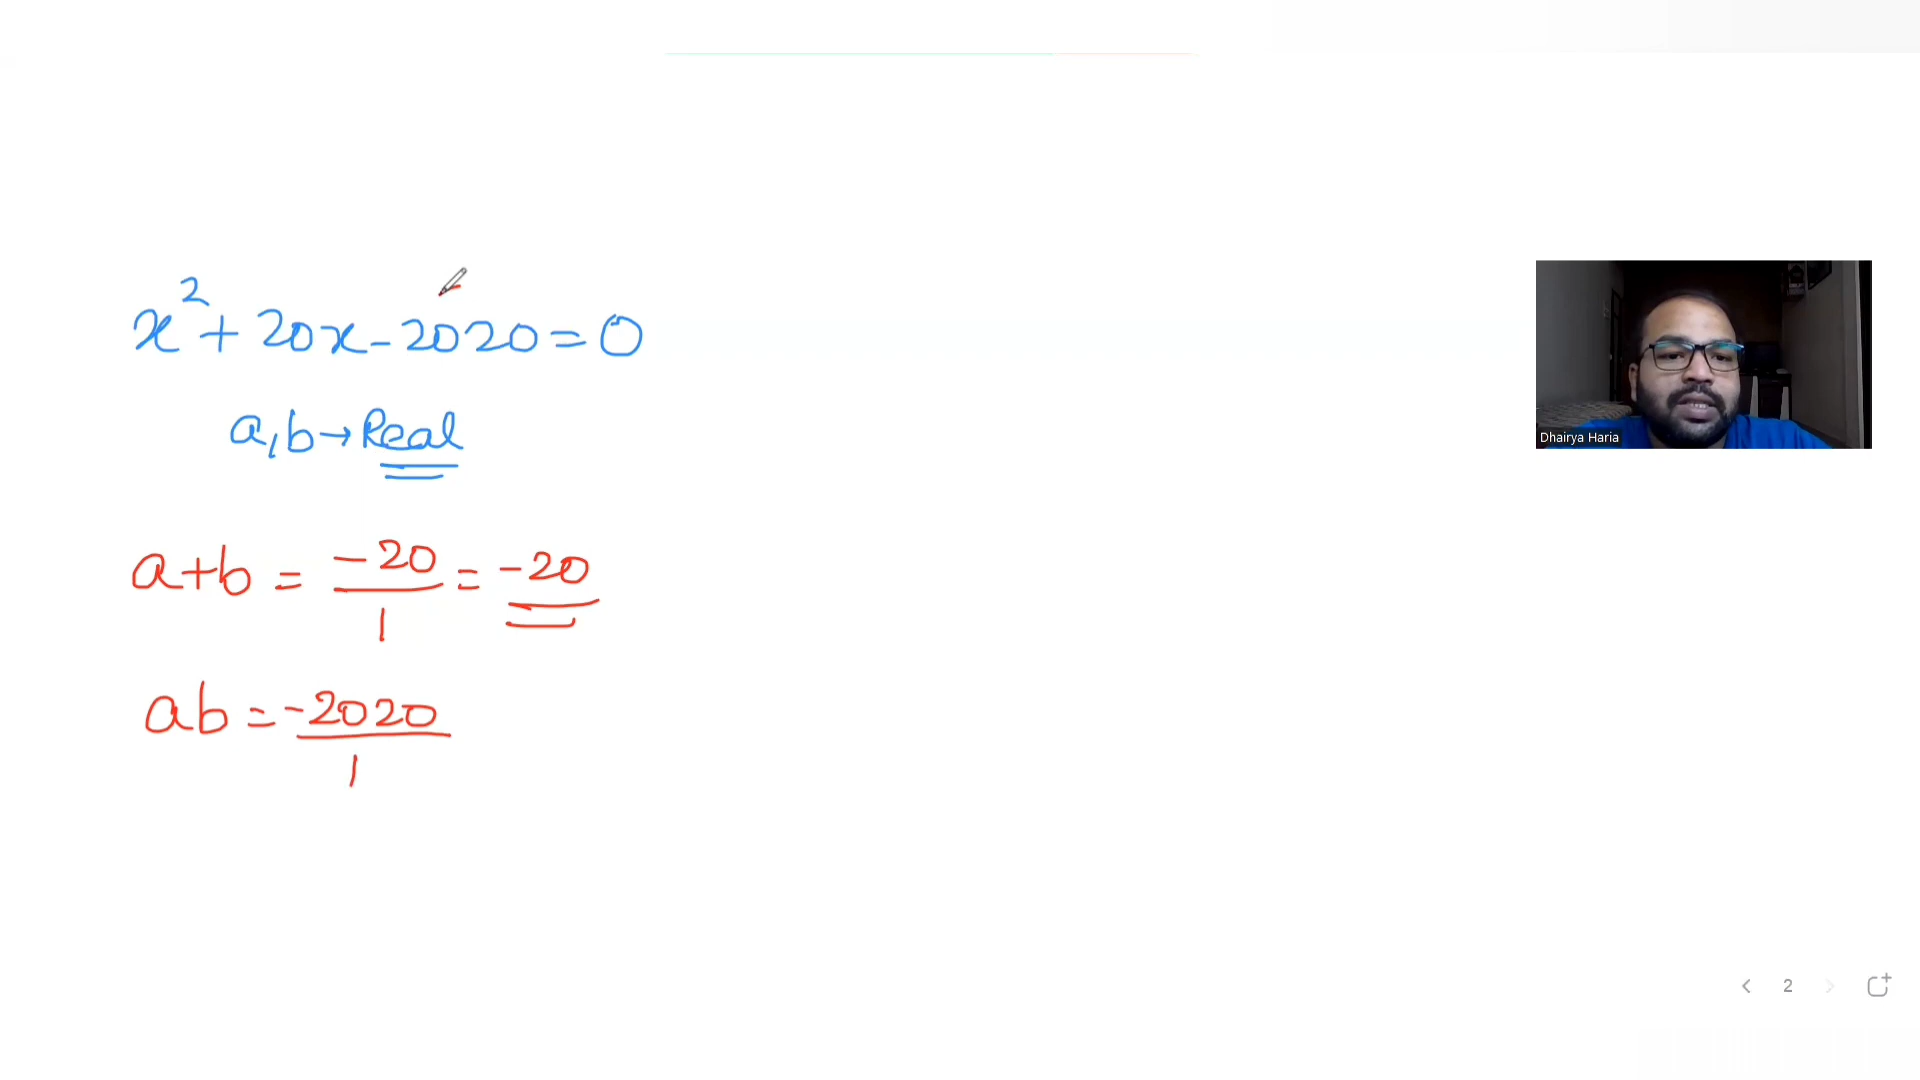 x² + 20x - 2020 = 0
a, b → Real
a + b = -20/1 = -20
ab = -2020/1
Dhairya Haria
2